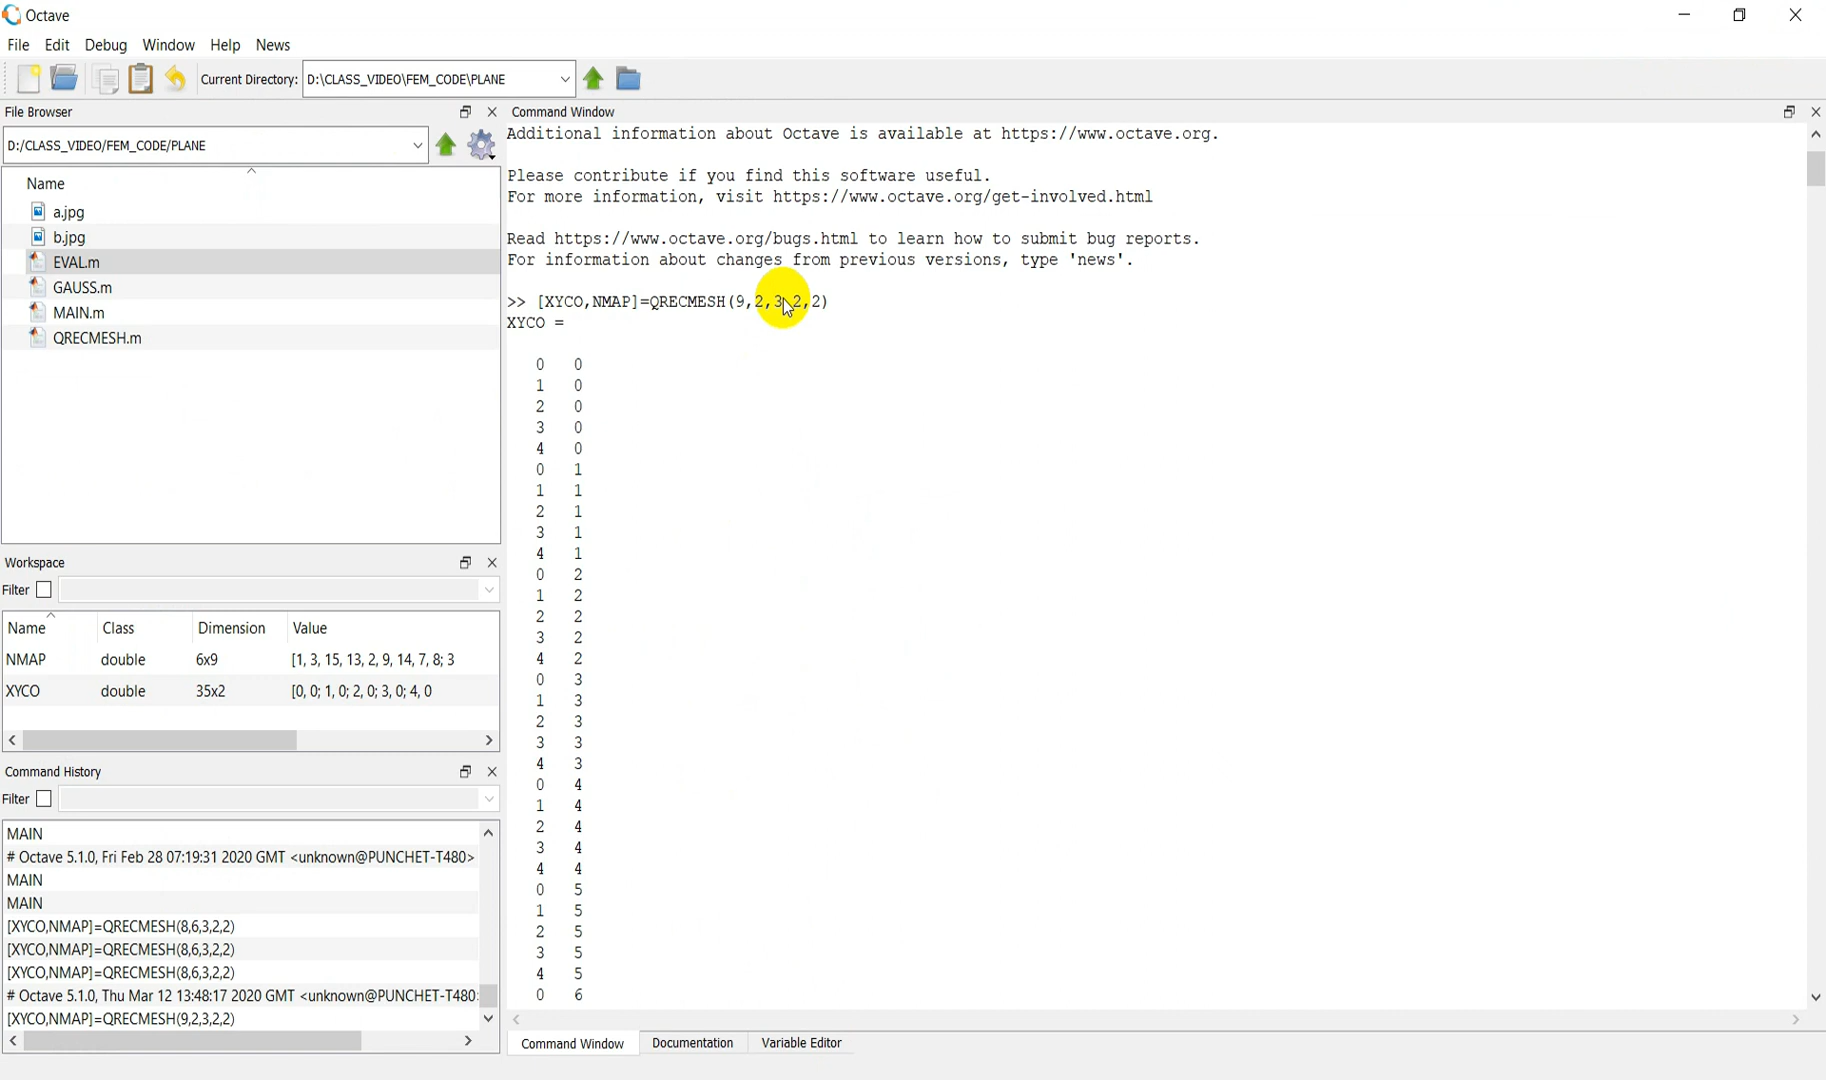 Octave
File Edit Debug Window Help News
Current Directory: D:\CLASS_VIDEO\FEM_CODE\PLANE
File Browser
D:/CLASS_VIDEO/FEM_CODE/PLANE
Name
a.jpg
b.jpg
EVAL.m
GAUSS.m
MAIN.m
QRECMESH.m
Workspace
Filter
Name Class Dimension Value
NMAP double 6x9 [1, 3, 15, 13, 2, 9, 14, 7, 8; 3
XYCO double 35x2 [0, 0; 1, 0; 2, 0; 3, 0; 4, 0
Command History
Filter
MAIN
# Octave 5.1.0, Fri Feb 28 07:19:31 2020 GMT <unknown@PUNCHET-T480>
MAIN
MAIN
[XYCO,NMAP]=QRECMESH(8,6,3,2,2)
[XYCO,NMAP]=QRECMESH(8,6,3,2,2)
[XYCO,NMAP]=QRECMESH(8,6,3,2,2)
# Octave 5.1.0, Thu Mar 12 13:48:17 2020 GMT <unknown@PUNCHET-T480
[XYCO,NMAP]=QRECMESH(9,2,3,2,2)
Command Window
Additional information about Octave is available at https://www.octave.org.
Please contribute if you find this software useful.
For more information, visit https://www.octave.org/get-involved.html
Read https://www.octave.org/bugs.html to learn how to submit bug reports.
For information about changes from previous versions, type 'news'.
>> [XYCO,NMAP]=QRECMESH(9,2,3,2,2)
XYCO =
0 0
1 0
2 0
3 0
4 0
0 1
1 1
2 1
3 1
4 1
0 2
1 2
2 2
3 2
4 2
0 3
1 3
2 3
3 3
4 3
0 4
1 4
2 4
3 4
4 4
0 5
1 5
2 5
3 5
4 5
0 6
Command Window Documentation Variable Editor